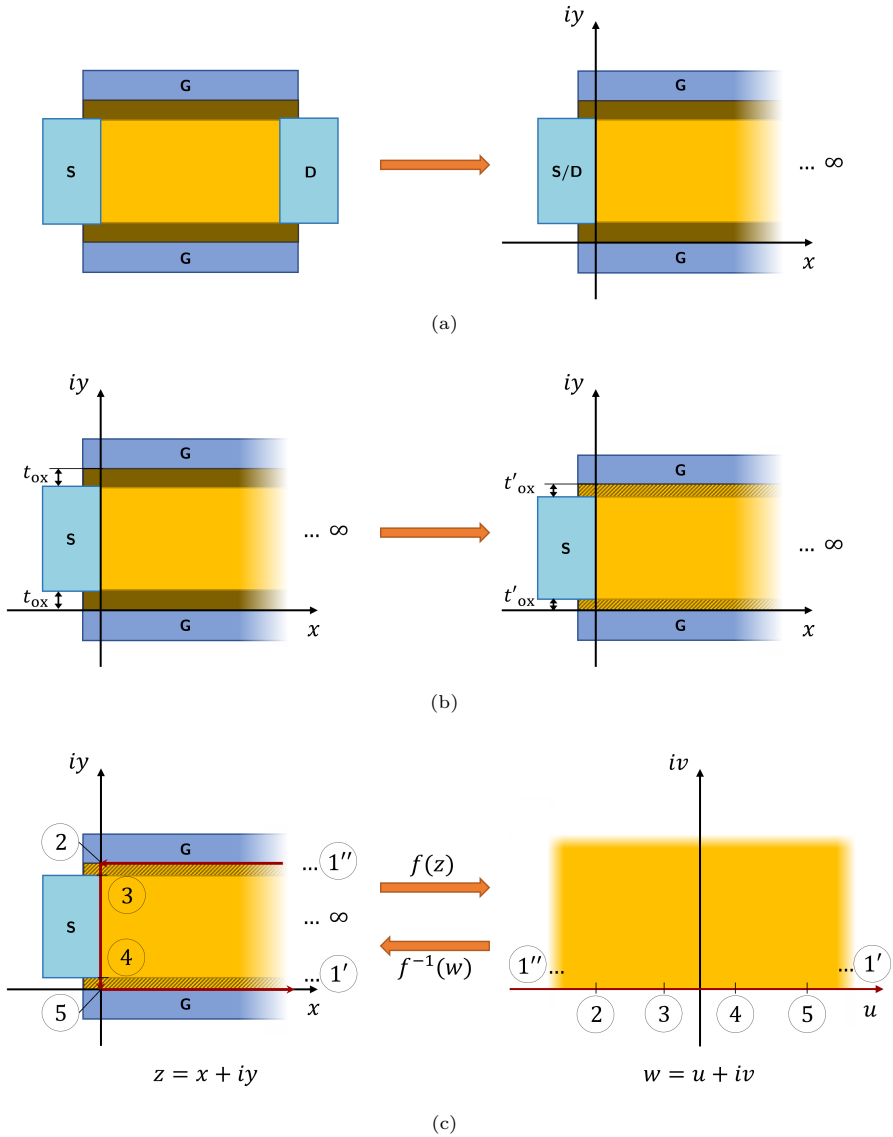 iy
G
G
S
D
S/D
... ∞
G
G
x
(a)
iy
iy
G
G
t_ox
t'_ox
S
S
... ∞
... ∞
t_ox
t'_ox
G
x
G
x
(b)
iy
iv
2
G
... 1''
f(z)
3
S
... ∞
4
f⁻¹(w)
... 1'
1'' ...
... 1'
5
G
x
2
3
4
5
u
z = x + iy
w = u + iv
(c)